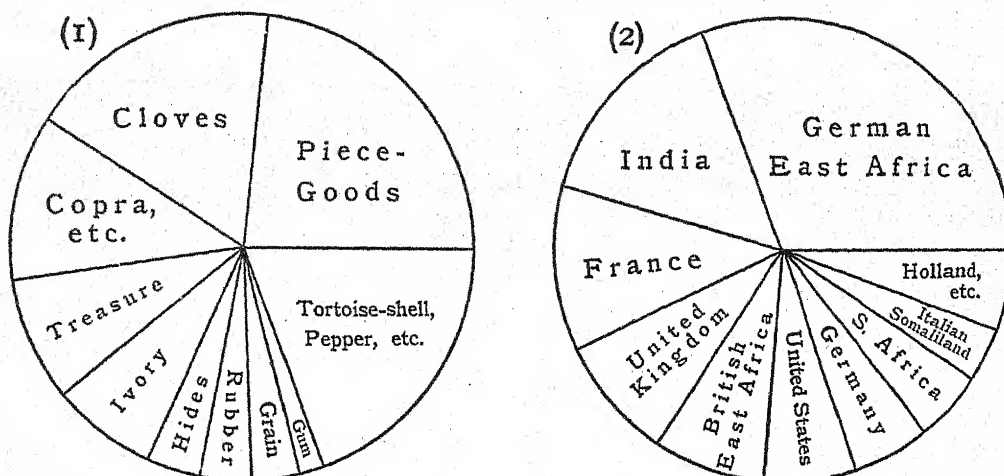 (1)
Cloves
Piece-
Goods
Copra,
etc.
Treasure
Ivory
Hides
Rubber
Grain
Gum
Tortoise-shell,
Pepper, etc.
(2)
German
East Africa
India
France
United
Kingdom
British
East Africa
United States
Germany
S. Africa
Italian
Somaliland
Holland,
etc.